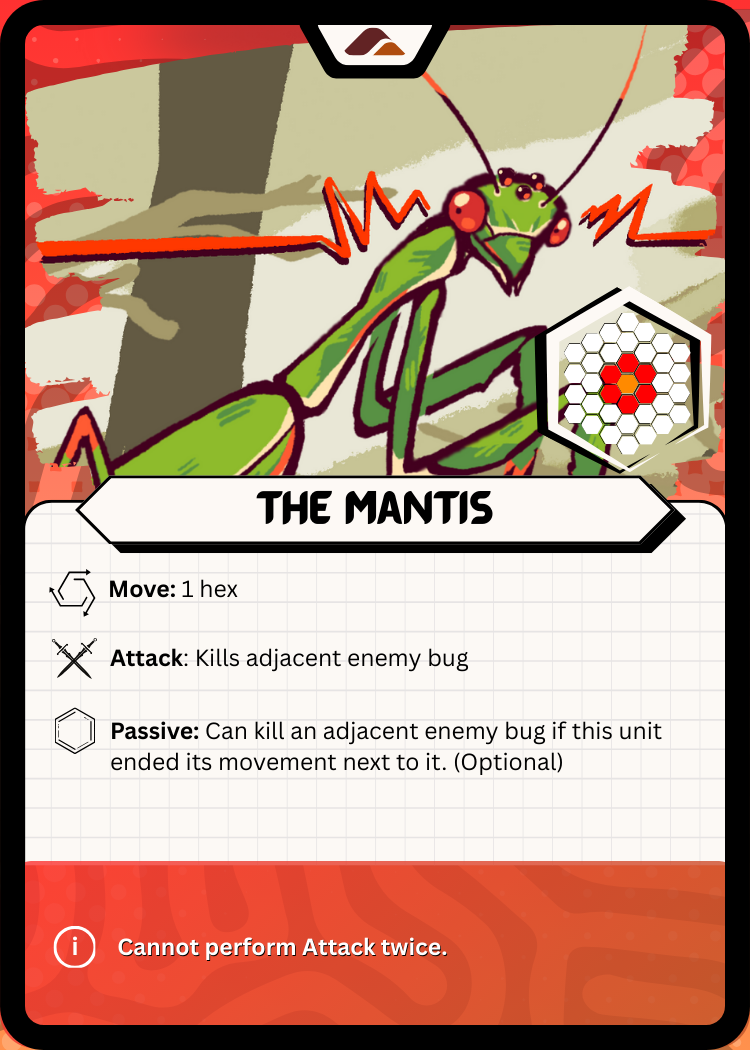 THE MANTIS
Move: 1 hex
Attack: Kills adjacent enemy bug
Passive: Can kill an adjacent enemy bug if this unit
ended its movement next to it. (Optional)
i Cannot perform Attack twice.